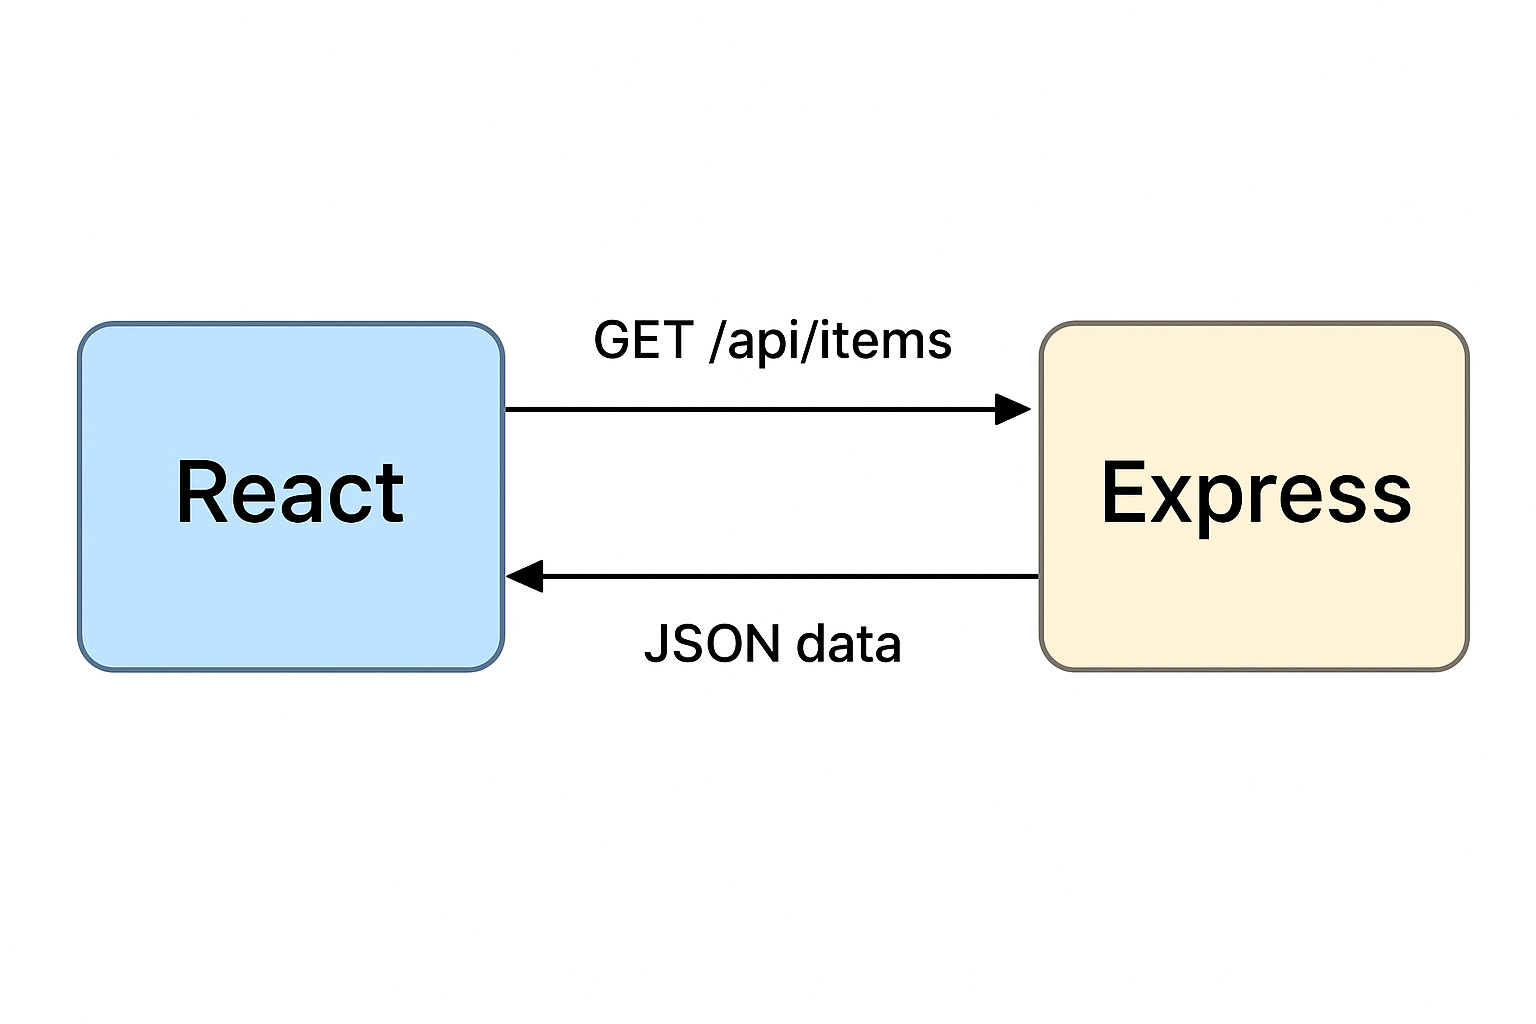 GET /api/items
React
Express
JSON data